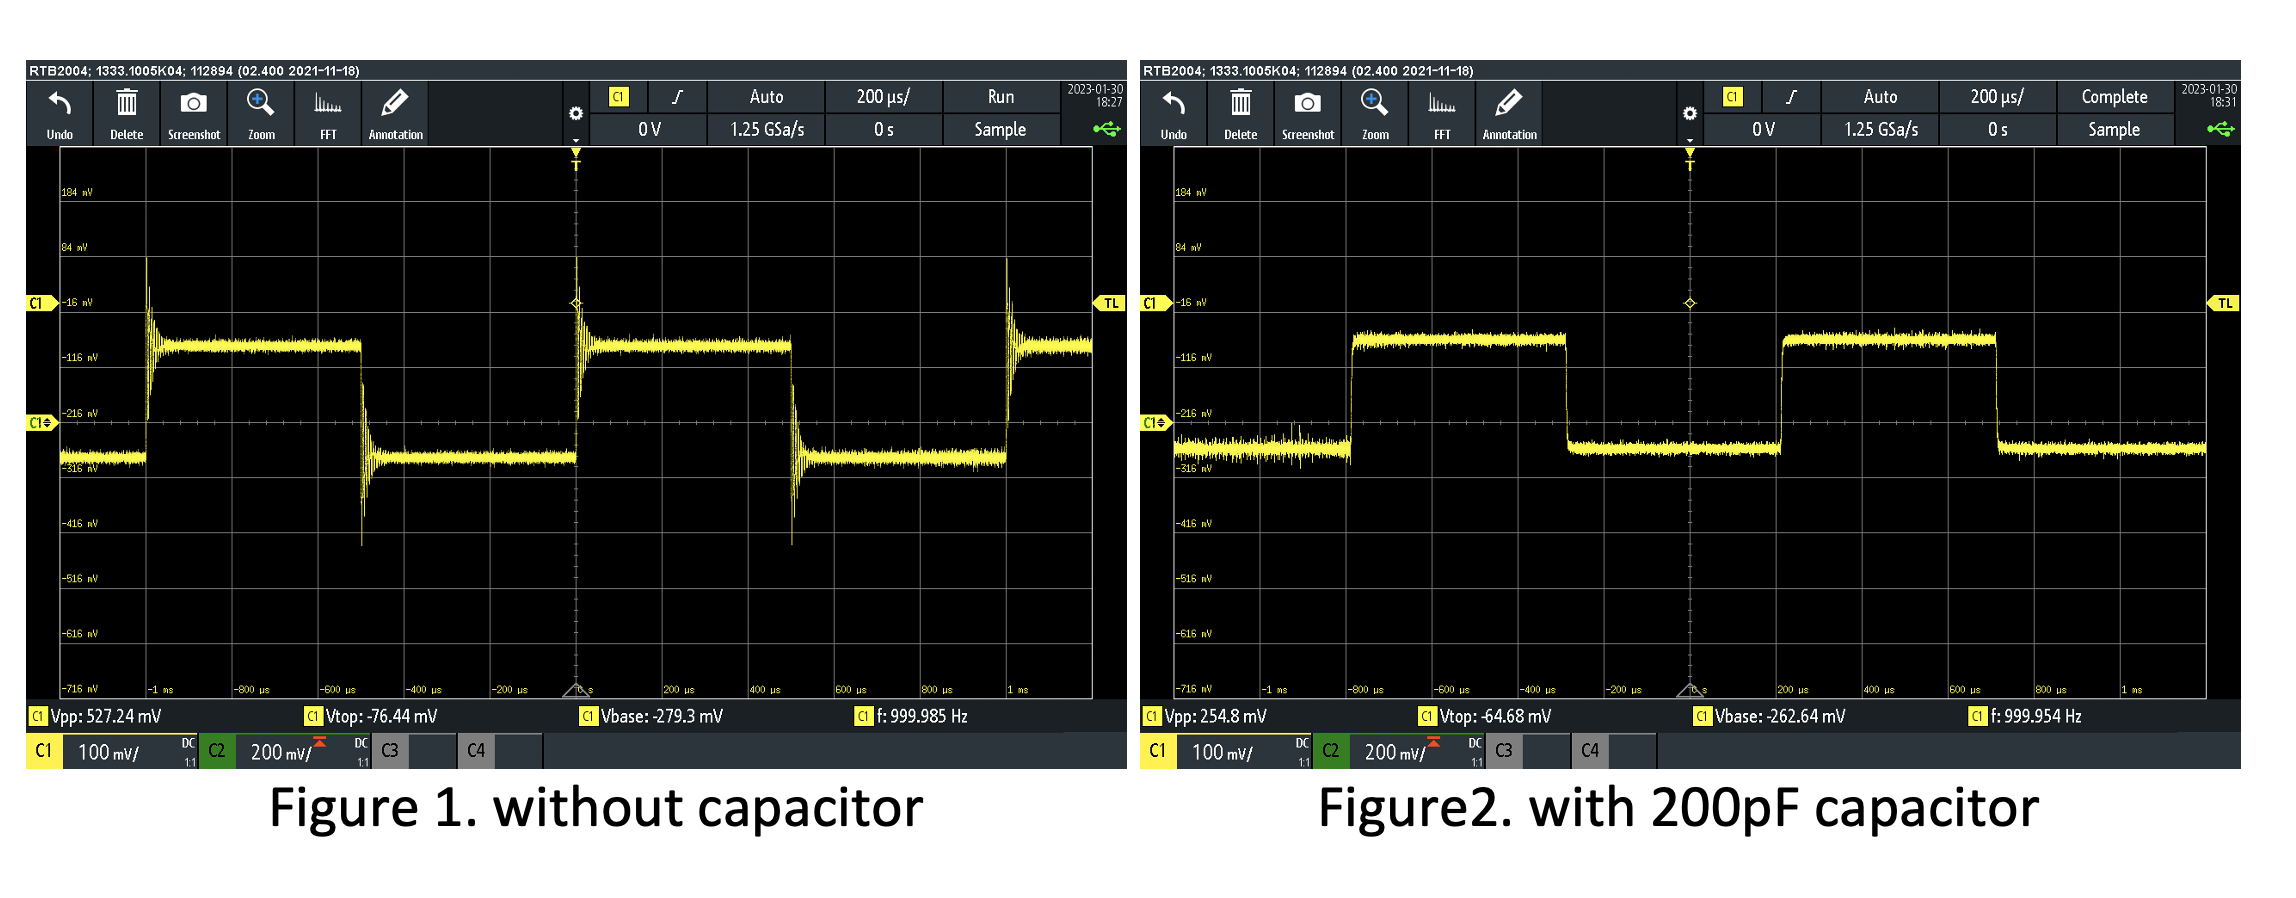 RTB2004; 1333.1005K04; 112894 (02.400 2021-11-18)
Undo Delete Screenshot Zoom FFT Annotation
C1 Auto 200 µs/ Run
0 V 1.25 GSa/s 0 s Sample
2023-01-30
18:27
T
184 mV
84 mV
C1 -16 mV TL
-116 mV
-216 mV
C1
-316 mV
-416 mV
-516 mV
-616 mV
-716 mV -1 ms -800 µs -600 µs -400 µs -200 µs 0 s 200 µs 400 µs 600 µs 800 µs 1 ms
C1 Vpp: 527.24 mV C1 Vtop: -76.44 mV C1 Vbase: -279.3 mV C1 f: 999.985 Hz
C1 100 mV/ DC 1:1 C2 200 mV/ DC 1:1 C3 C4
Figure 1. without capacitor
RTB2004; 1333.1005K04; 112894 (02.400 2021-11-18)
Undo Delete Screenshot Zoom FFT Annotation
C1 Auto 200 µs/ Complete
0 V 1.25 GSa/s 0 s Sample
2023-01-30
18:31
T
184 mV
84 mV
C1 -16 mV TL
-116 mV
-216 mV
C1
-316 mV
-416 mV
-516 mV
-616 mV
-716 mV -1 ms -800 µs -600 µs -400 µs -200 µs 0 s 200 µs 400 µs 600 µs 800 µs 1 ms
C1 Vpp: 254.8 mV C1 Vtop: -64.68 mV C1 Vbase: -262.64 mV C1 f: 999.954 Hz
C1 100 mV/ DC 1:1 C2 200 mV/ DC 1:1 C3 C4
Figure2. with 200pF capacitor